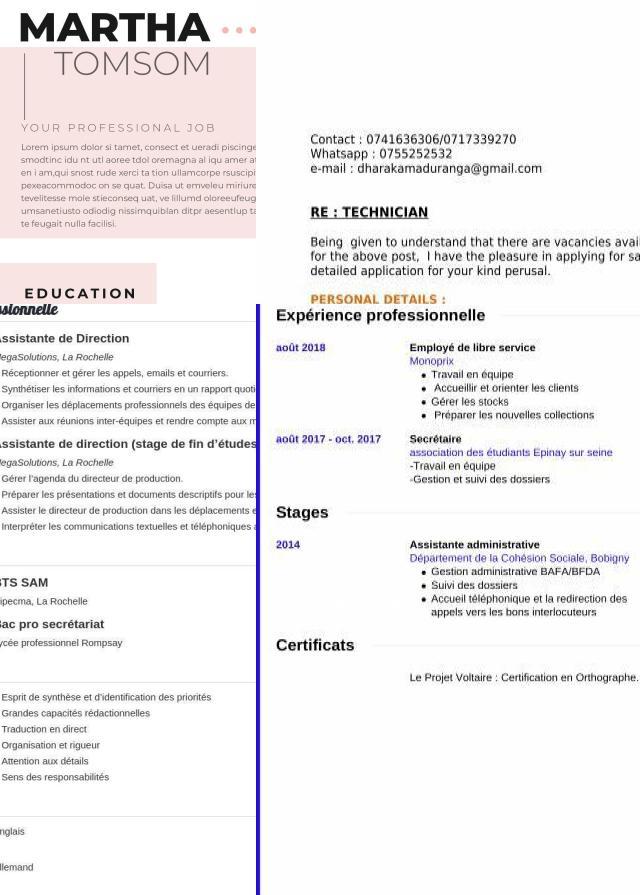 MARTHA
TOMSOM
YOUR PROFESSIONAL JOB
Lorem ipsum dolor si tamet, consect et ueradi piscinge
smodtinc idu nt utl aoree tdol oremagna al iqu amer at
en i am,qui snost rude xerci ta tion ullamcorpe rsuscipi
pexeaccommodoc on se quat. Duisa ut emveleu miriure
tevelitesse mole stieconseq uat, ve lillumd oloreeufeug
umsanetiusto odiodig nissimquiblan ditpr aesentlup ta
te feugait nulla facilisi.
EDUCATION
Contact : 0741636306/0717339270
Whatsapp : 0755252532
e-mail : dharakamaduranga@gmail.com
RE : TECHNICIAN
Being given to understand that there are vacancies avai
for the above post, I have the pleasure in applying for sa
detailed application for your kind perusal.
PERSONAL DETAILS :
ssionnelle
Assistante de Direction
MegaSolutions, La Rochelle
Réceptionner et gérer les appels, emails et courriers.
Synthétiser les informations et courriers en un rapport quoti
Organiser les déplacements professionnels des équipes de
Assister aux réunions inter-équipes et rendre compte aux m
Assistante de direction (stage de fin d'études
MegaSolutions, La Rochelle
Gérer l'agenda du directeur de production.
Préparer les présentations et documents descriptifs pour les
Assister le directeur de production dans les déplacements e
Interpréter les communications textuelles et téléphoniques a
BTS SAM
ipecma, La Rochelle
Bac pro secrétariat
ycée professionnel Rompsay
Esprit de synthèse et d'identification des priorités
Grandes capacités rédactionnelles
Traduction en direct
Organisation et rigueur
Attention aux détails
Sens des responsabilités
nglais
llemand
Expérience professionnelle
août 2018
Employé de libre service
Monoprix
Travail en équipe
Accueillir et orienter les clients
Gérer les stocks
Préparer les nouvelles collections
août 2017 - oct. 2017
Secrétaire
association des étudiants Epinay sur seine
-Travail en équipe
-Gestion et suivi des dossiers
Stages
2014
Assistante administrative
Département de la Cohésion Sociale, Bobigny
Gestion administrative BAFA/BFDA
Suivi des dossiers
Accueil téléphonique et la redirection des
appels vers les bons interlocuteurs
Certificats
Le Projet Voltaire : Certification en Orthographe.